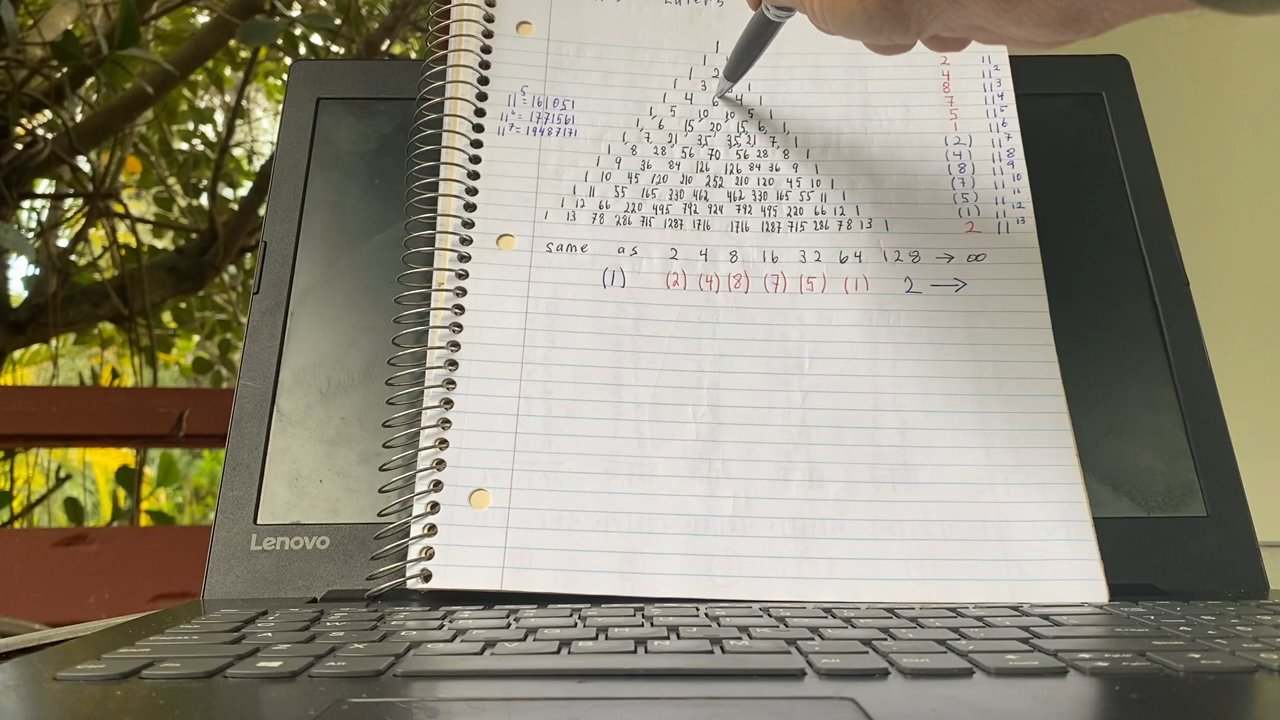 1
1
1 2
1 3 1
1 4 6 4 1
1 5 10 10 5 1
1 6 15 20 15 6 1
1 7 21 35 35 21 7 1
1 8 28 56 70 56 28 8 1
1 9 36 84 126 126 84 36 9 1
1 10 45 120 210 252 210 120 45 10 1
1 11 55 165 330 462 462 330 165 55 11 1
1 12 66 220 495 792 924 792 495 220 66 12 1
1 13 78 286 715 1287 1716 1716 1287 715 286 78 13 1
11⁵ = 161051
11⁶ = 1771561
11⁷ = 19487171
2 11
4 11²
8 11³
7 11⁴
5 11⁵
1 11⁶
(2) 11⁷
(4) 11⁸
(8) 11⁹
(7) 11¹⁰
(5) 11¹¹
(1) 11¹²
2 11¹³
same as 2 4 8 16 32 64 128 → ∞
(1) (2) (4) (8) (7) (5) (1) 2 →
Lenovo